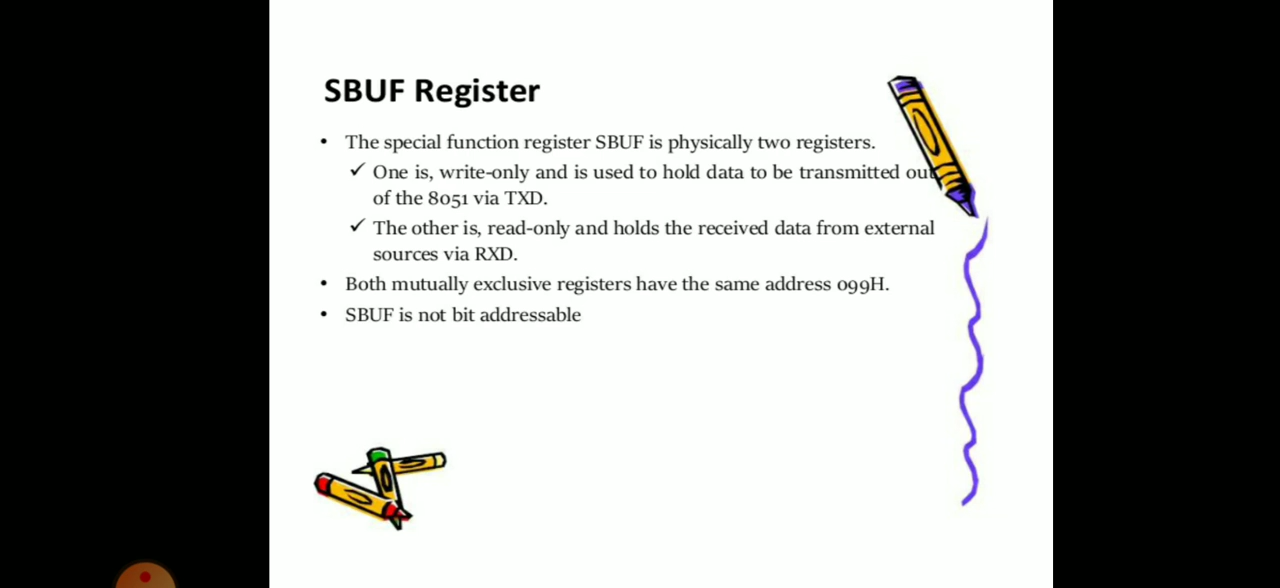 SBUF Register
• The special function register SBUF is physically two registers.
✓ One is, write-only and is used to hold data to be transmitted out
of the 8051 via TXD.
✓ The other is, read-only and holds the received data from external
sources via RXD.
• Both mutually exclusive registers have the same address 099H.
• SBUF is not bit addressable